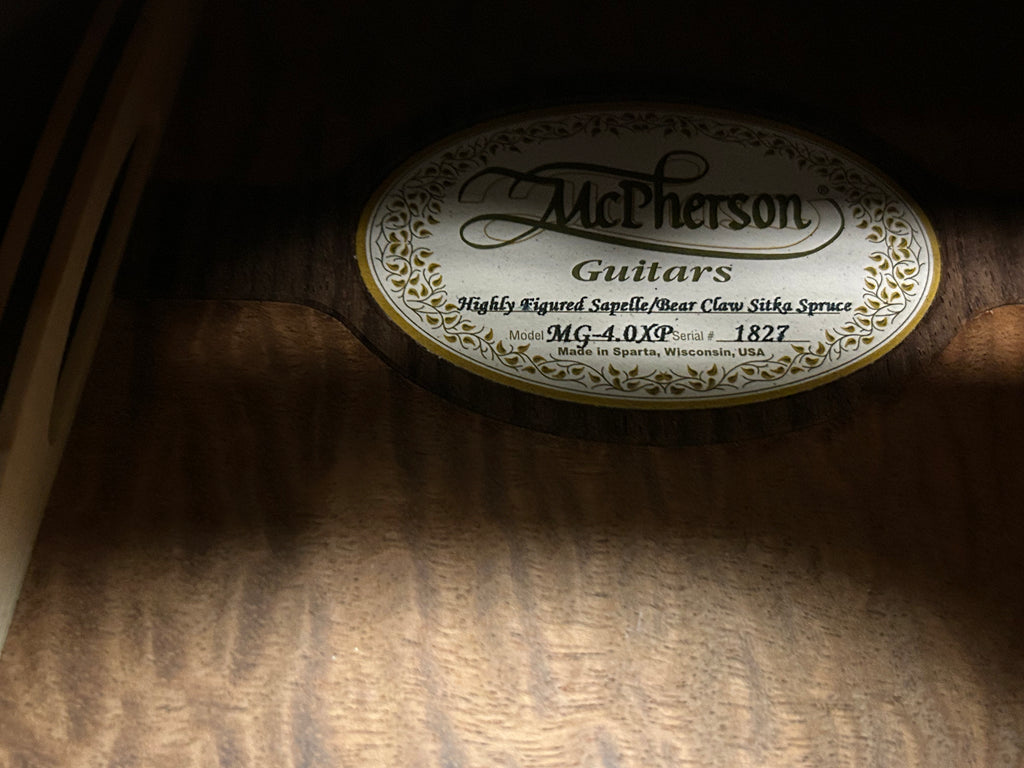 McPherson®
Guitars
Highly Figured Sapelle/Bear Claw Sitka Spruce
Model MG-4.0XP Serial # 1827
Made in Sparta, Wisconsin, USA